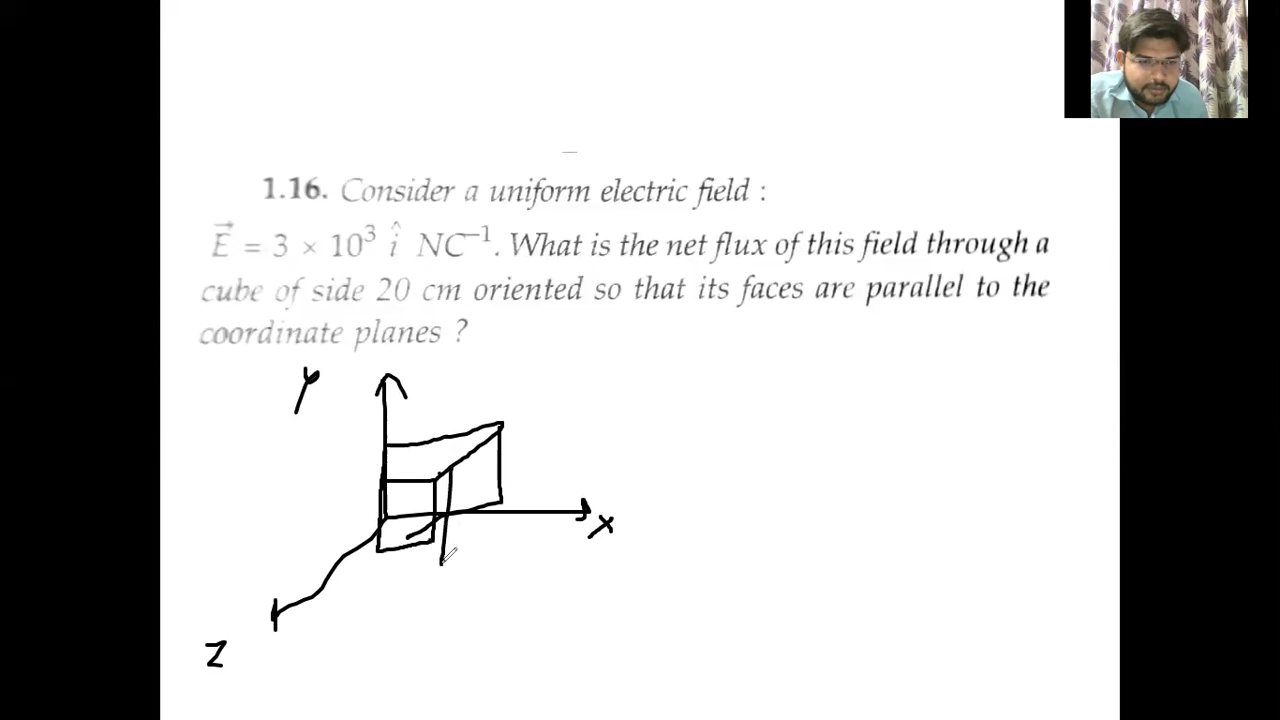 1.16. Consider a uniform electric field :
E⃗ = 3 × 10³ î NC⁻¹. What is the net flux of this field through a
cube of side 20 cm oriented so that its faces are parallel to the
coordinate planes ?
Y
X
Z